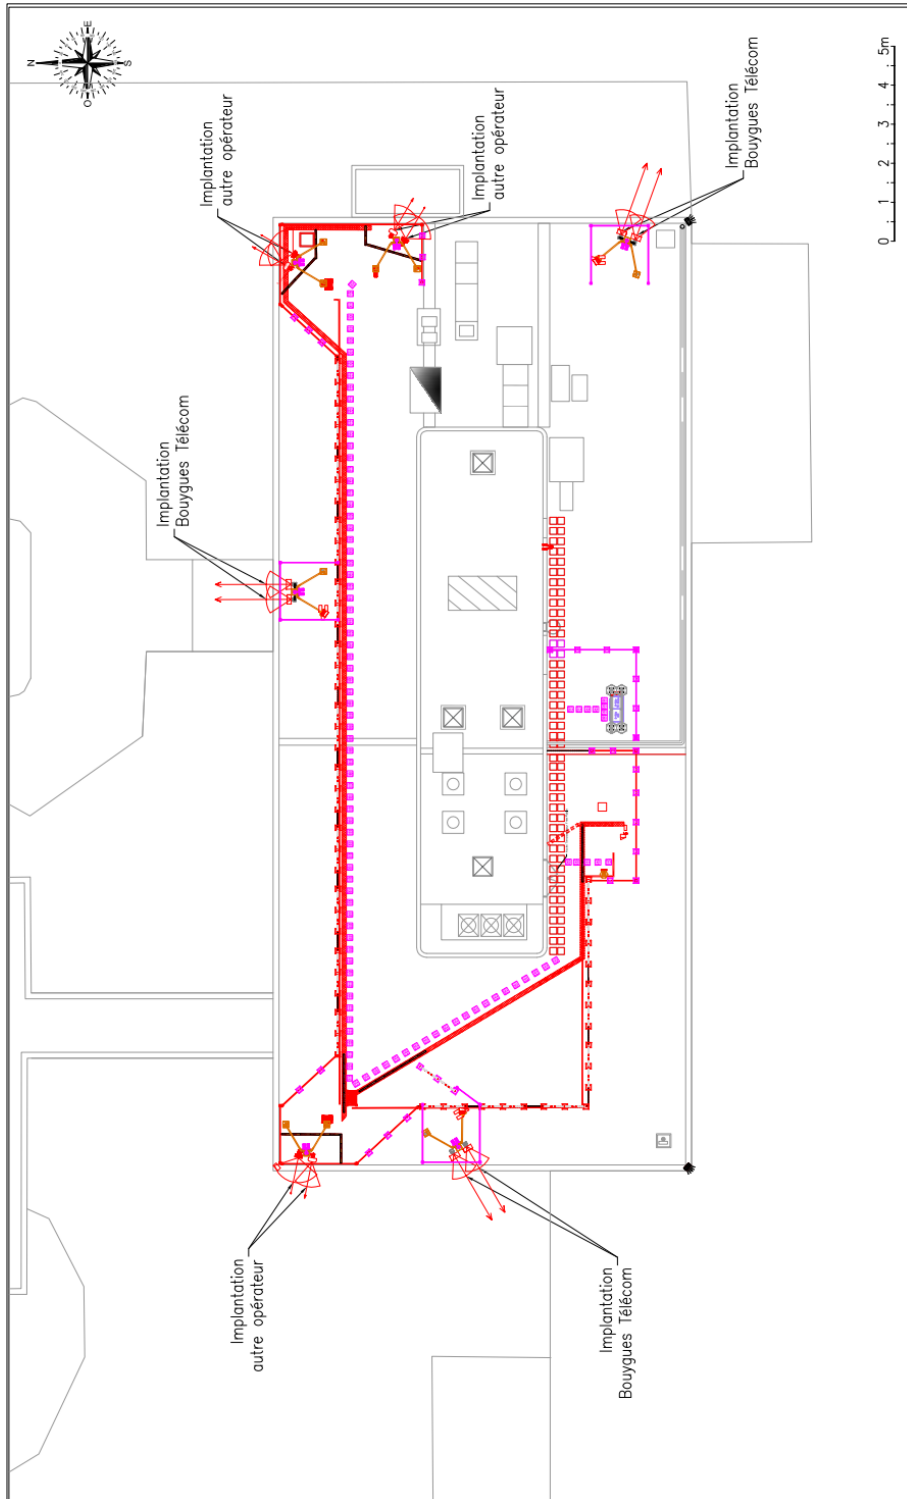 N
E
S
O
Implantation
autre opérateur
Implantation
autre opérateur
Implantation
Bouygues Télécom
0 1 2 3 4 5m
Implantation
Bouygues Télécom
Implantation
autre opérateur
Implantation
Bouygues Télécom